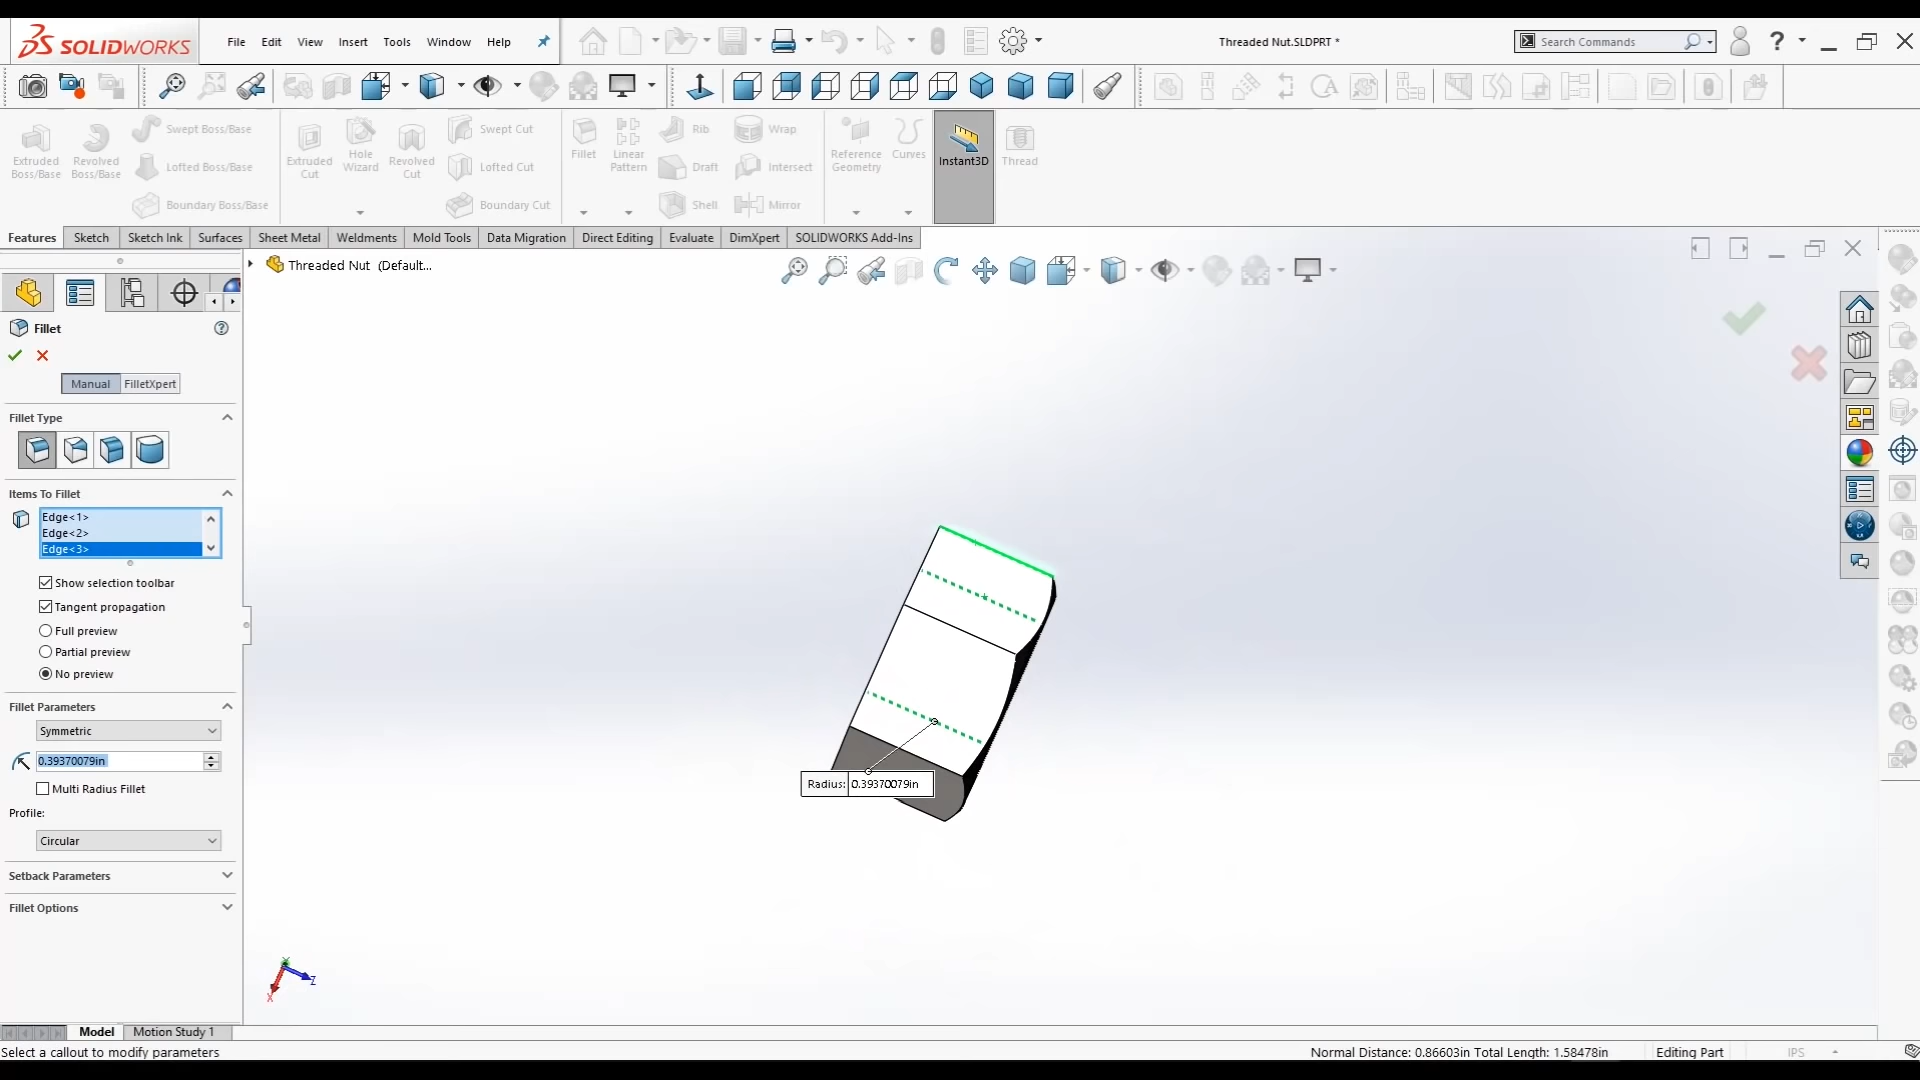 SOLIDWORKS
File Edit View Insert Tools Window Help
Threaded Nut.SLDPRT *
Search Commands
Extruded Boss/Base
Revolved Boss/Base
Swept Boss/Base
Lofted Boss/Base
Boundary Boss/Base
Extruded Cut
Hole Wizard
Revolved Cut
Swept Cut
Lofted Cut
Boundary Cut
Fillet
Linear Pattern
Rib
Draft
Shell
Wrap
Intersect
Mirror
Reference Geometry
Curves
Instant3D
Thread
Features Sketch Sketch Ink Surfaces Sheet Metal Weldments Mold Tools Data Migration Direct Editing Evaluate DimXpert SOLIDWORKS Add-Ins
Threaded Nut (Default...
Fillet
Manual FilletXpert
Fillet Type
Items To Fillet
Edge<1>
Edge<2>
Edge<3>
Show selection toolbar
Tangent propagation
Full preview
Partial preview
No preview
Fillet Parameters
Symmetric
0.39370079in
Multi Radius Fillet
Profile:
Circular
Setback Parameters
Fillet Options
Radius: 0.39370079in
X
Z
Model Motion Study 1
Select a callout to modify parameters
Normal Distance: 0.86603in Total Length: 1.58478in
Editing Part
IPS